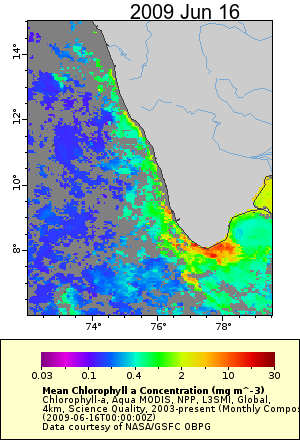 2009 Jun 16
14°
12°
10°
8°
74° 76° 78°
0.03 0.1 0.4 1 3 10 30
Mean Chlorophyll a Concentration (mg m^-3)
Chlorophyll-a, Aqua MODIS, NPP, L3SMI, Global,
4km, Science Quality, 2003-present (Monthly Compos
(2009-06-16T00:00:00Z)
Data courtesy of NASA/GSFC OBPG